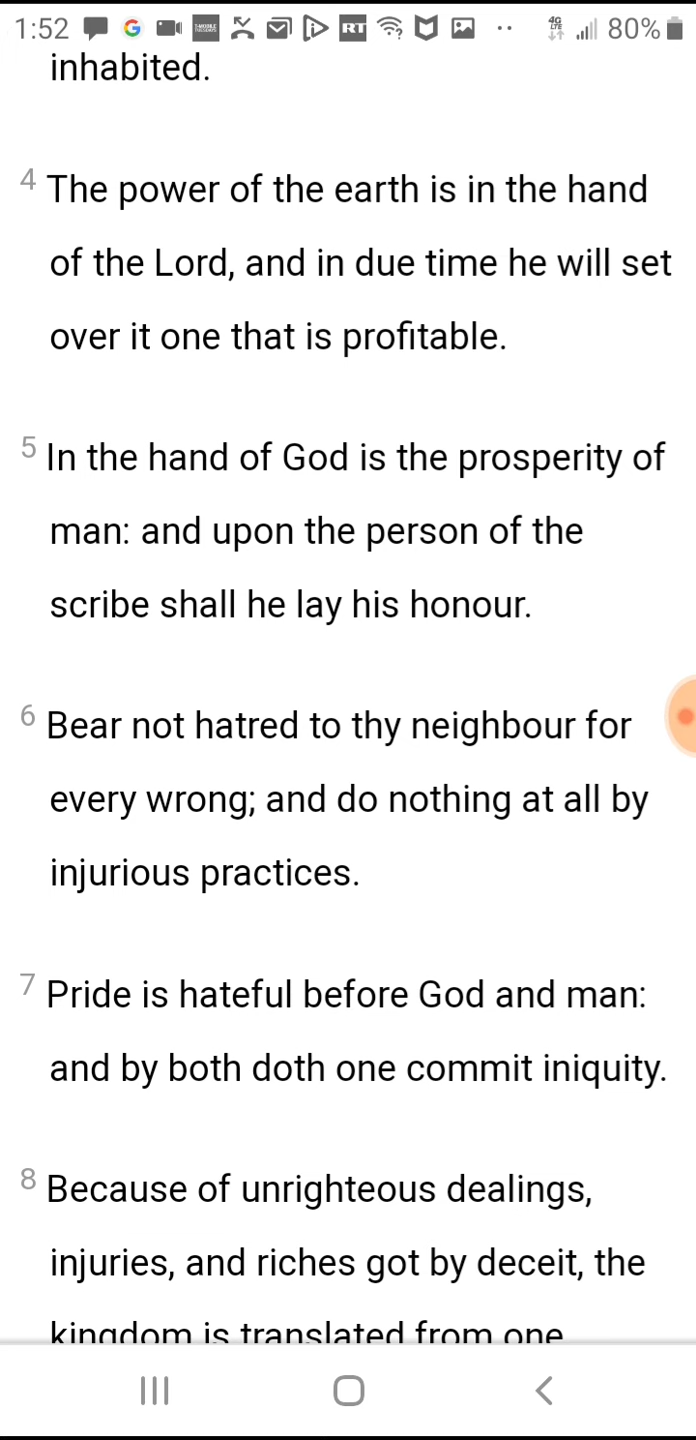 1:52
T-MOBILE
TUESDAYS
RT
4G
LTE
80%
inhabited.
4 The power of the earth is in the hand
of the Lord, and in due time he will set
over it one that is profitable.
5 In the hand of God is the prosperity of
man: and upon the person of the
scribe shall he lay his honour.
6 Bear not hatred to thy neighbour for
every wrong; and do nothing at all by
injurious practices.
7 Pride is hateful before God and man:
and by both doth one commit iniquity.
8 Because of unrighteous dealings,
injuries, and riches got by deceit, the
kingdom is translated from one